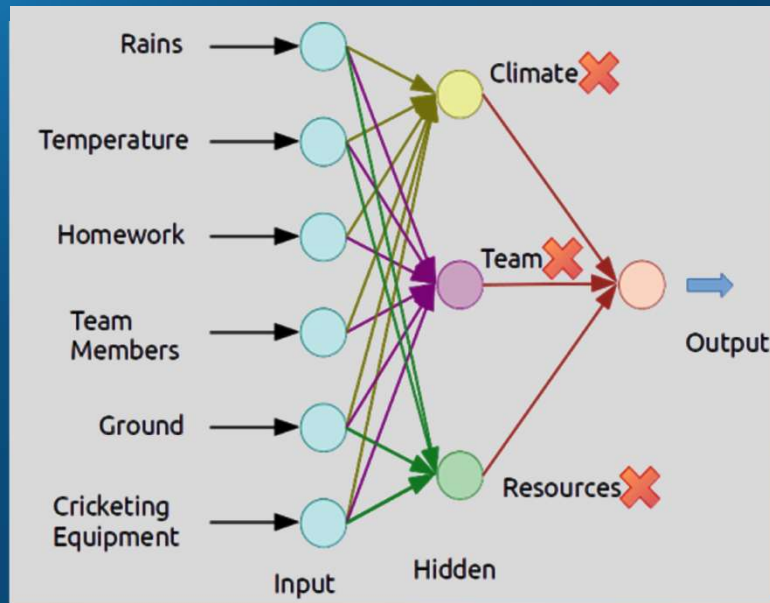 Rains
Climate
Temperature
Homework
Team
Team
Members
Output
Ground
Resources
Cricketing
Equipment
Hidden
Input